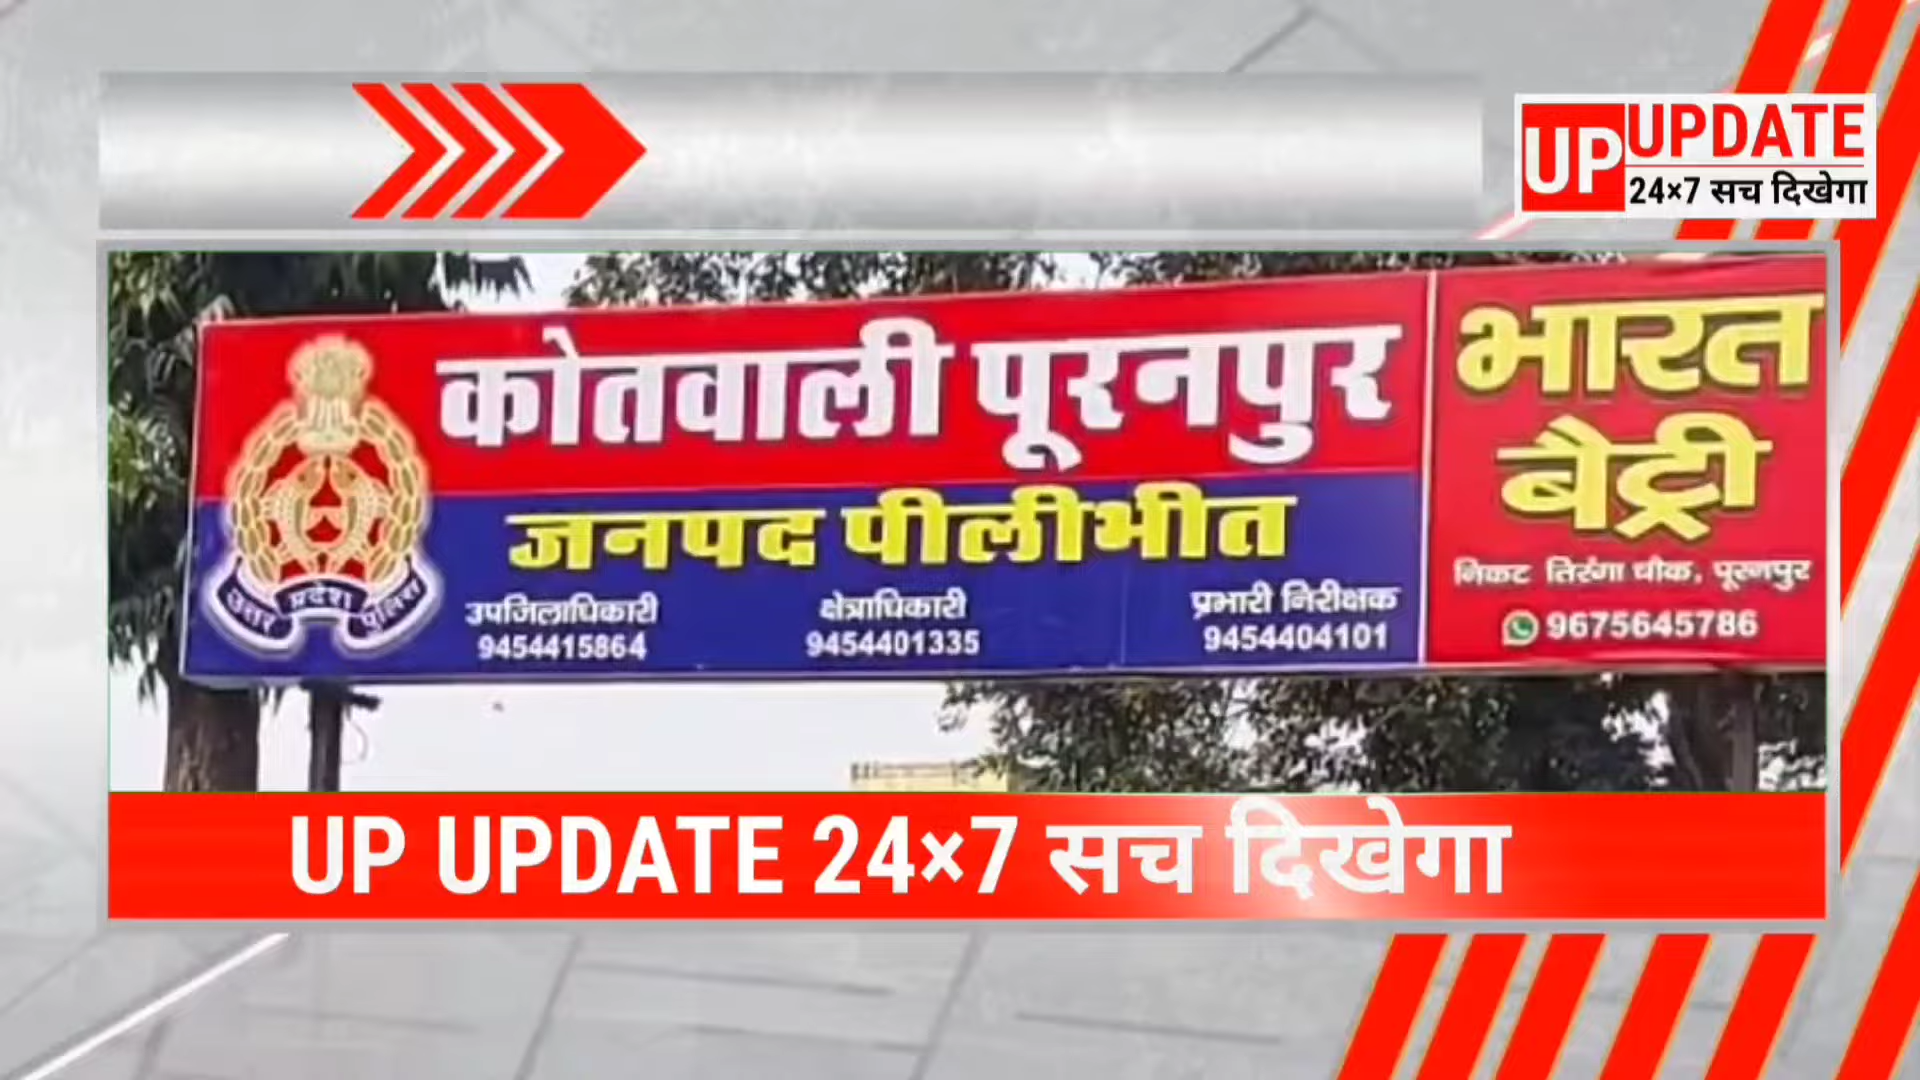 UP UPDATE
24×7 सच दिखेगा
कोतवाली पूरनपुर
जनपद पीलीभीत
उपजिलाधिकारी
9454415864
क्षेत्राधिकारी
9454401335
प्रभारी निरीक्षक
9454404101
उत्तर प्रदेश पुलिस
भारत
बैट्री
निकट तिरंगा चौक, पूरनपुर
9675645786
UP UPDATE 24×7 सच दिखेगा